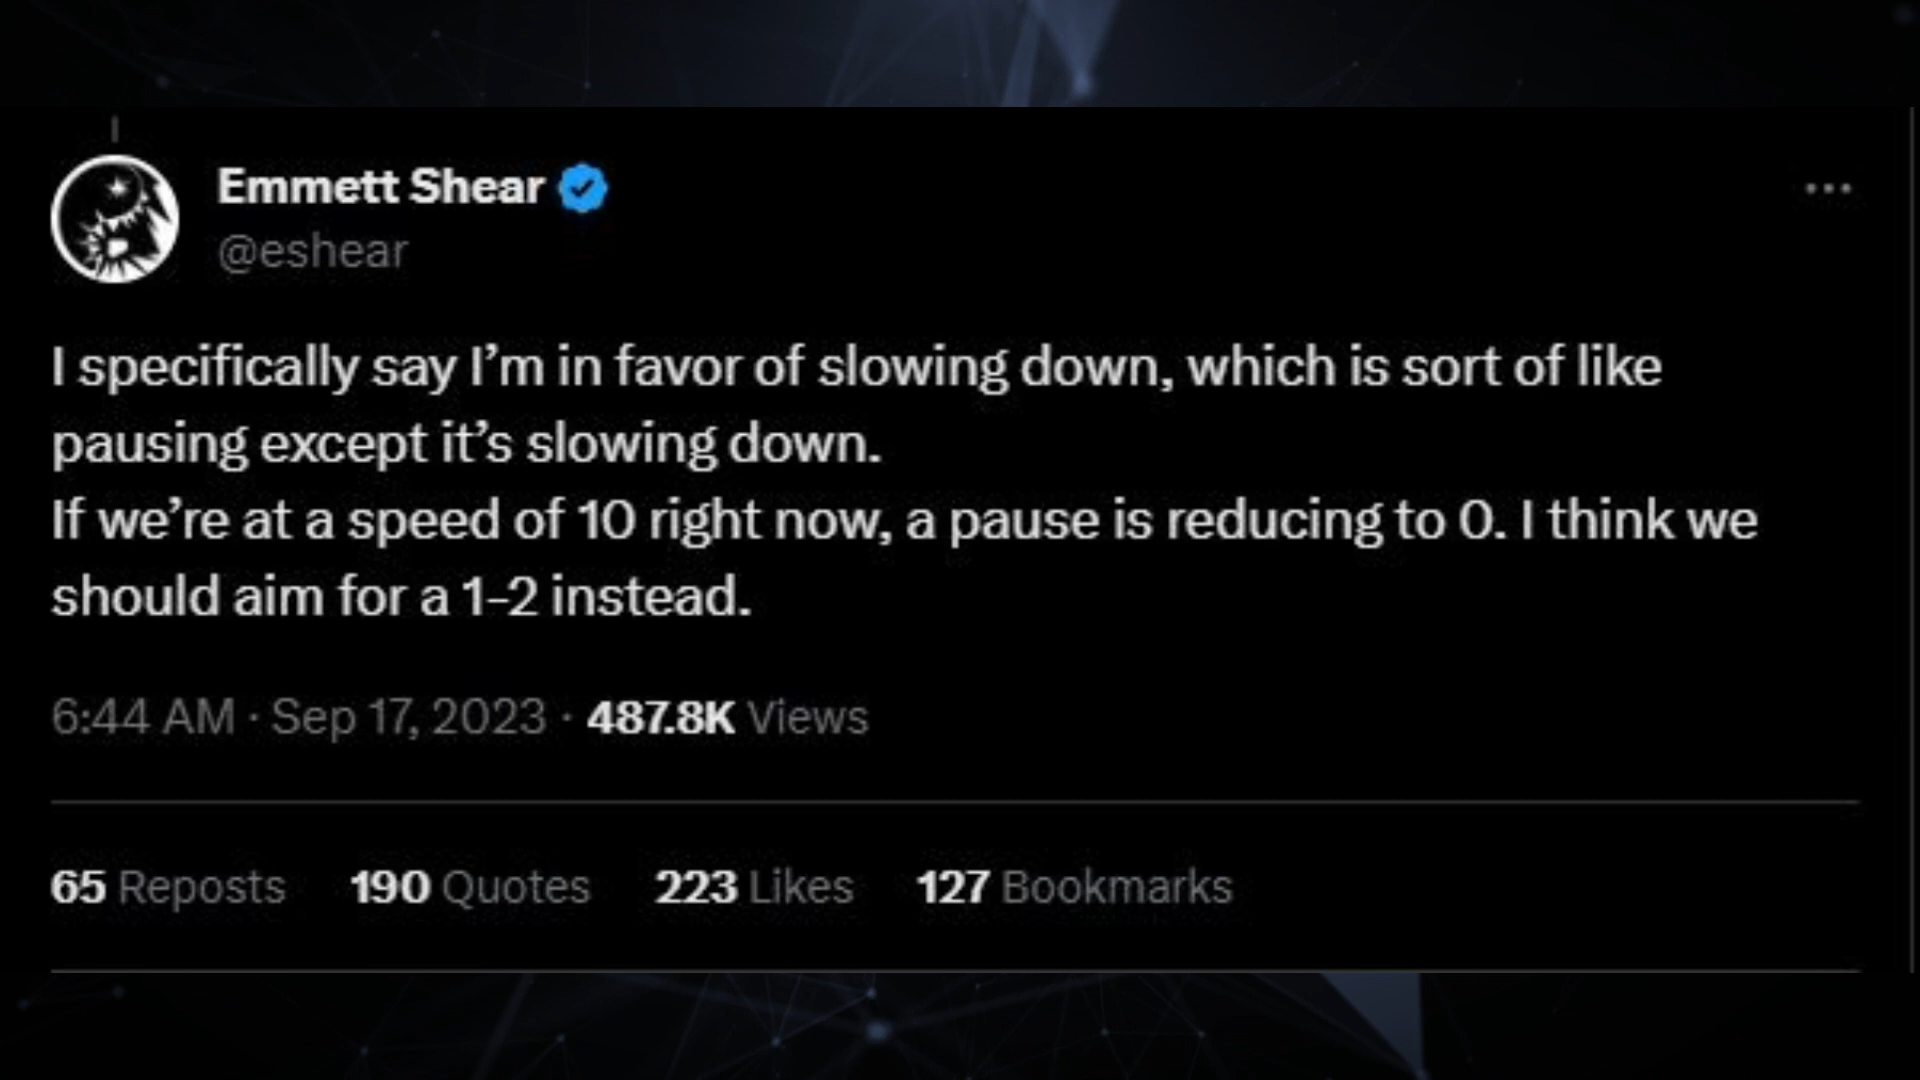 Emmett Shear
@eshear
I specifically say I’m in favor of slowing down, which is sort of like
pausing except it’s slowing down.
If we’re at a speed of 10 right now, a pause is reducing to 0. I think we
should aim for a 1-2 instead.
6:44 AM · Sep 17, 2023 · 487.8K Views
65 Reposts 190 Quotes 223 Likes 127 Bookmarks